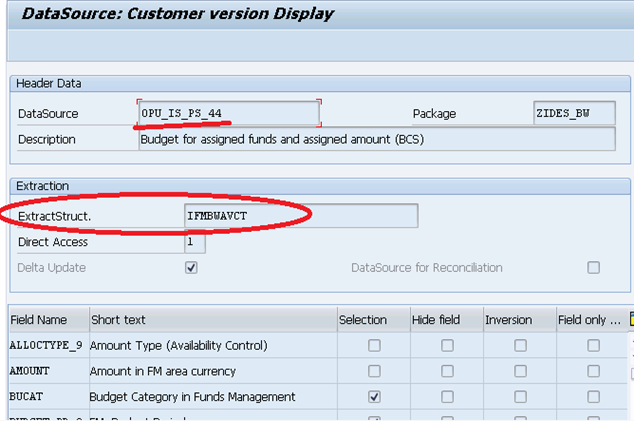 DataSource: Customer version Display
Header Data
DataSource 0PU_IS_PS_44 Package ZIDES_BW
Description Budget for assigned funds and assigned amount (BCS)
Extraction
ExtractStruct. IFMBWAVCT
Direct Access 1
Delta Update DataSource for Reconciliation
Field Name Short text Selection Hide field Inversion Field only ...
ALLOCTYPE_9 Amount Type (Availability Control)
AMOUNT Amount in FM area currency
BUCAT Budget Category in Funds Management